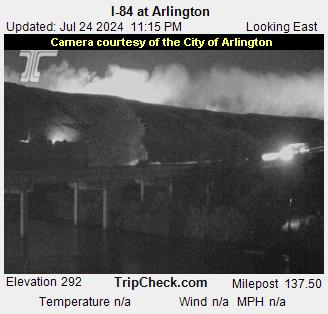 I-84 at Arlington
Updated: Jul 24 2024 11:15 PM Looking East
Camera courtesy of the City of Arlington
Elevation 292 TripCheck.com Milepost 137.50
Temperature n/a Wind n/a MPH n/a